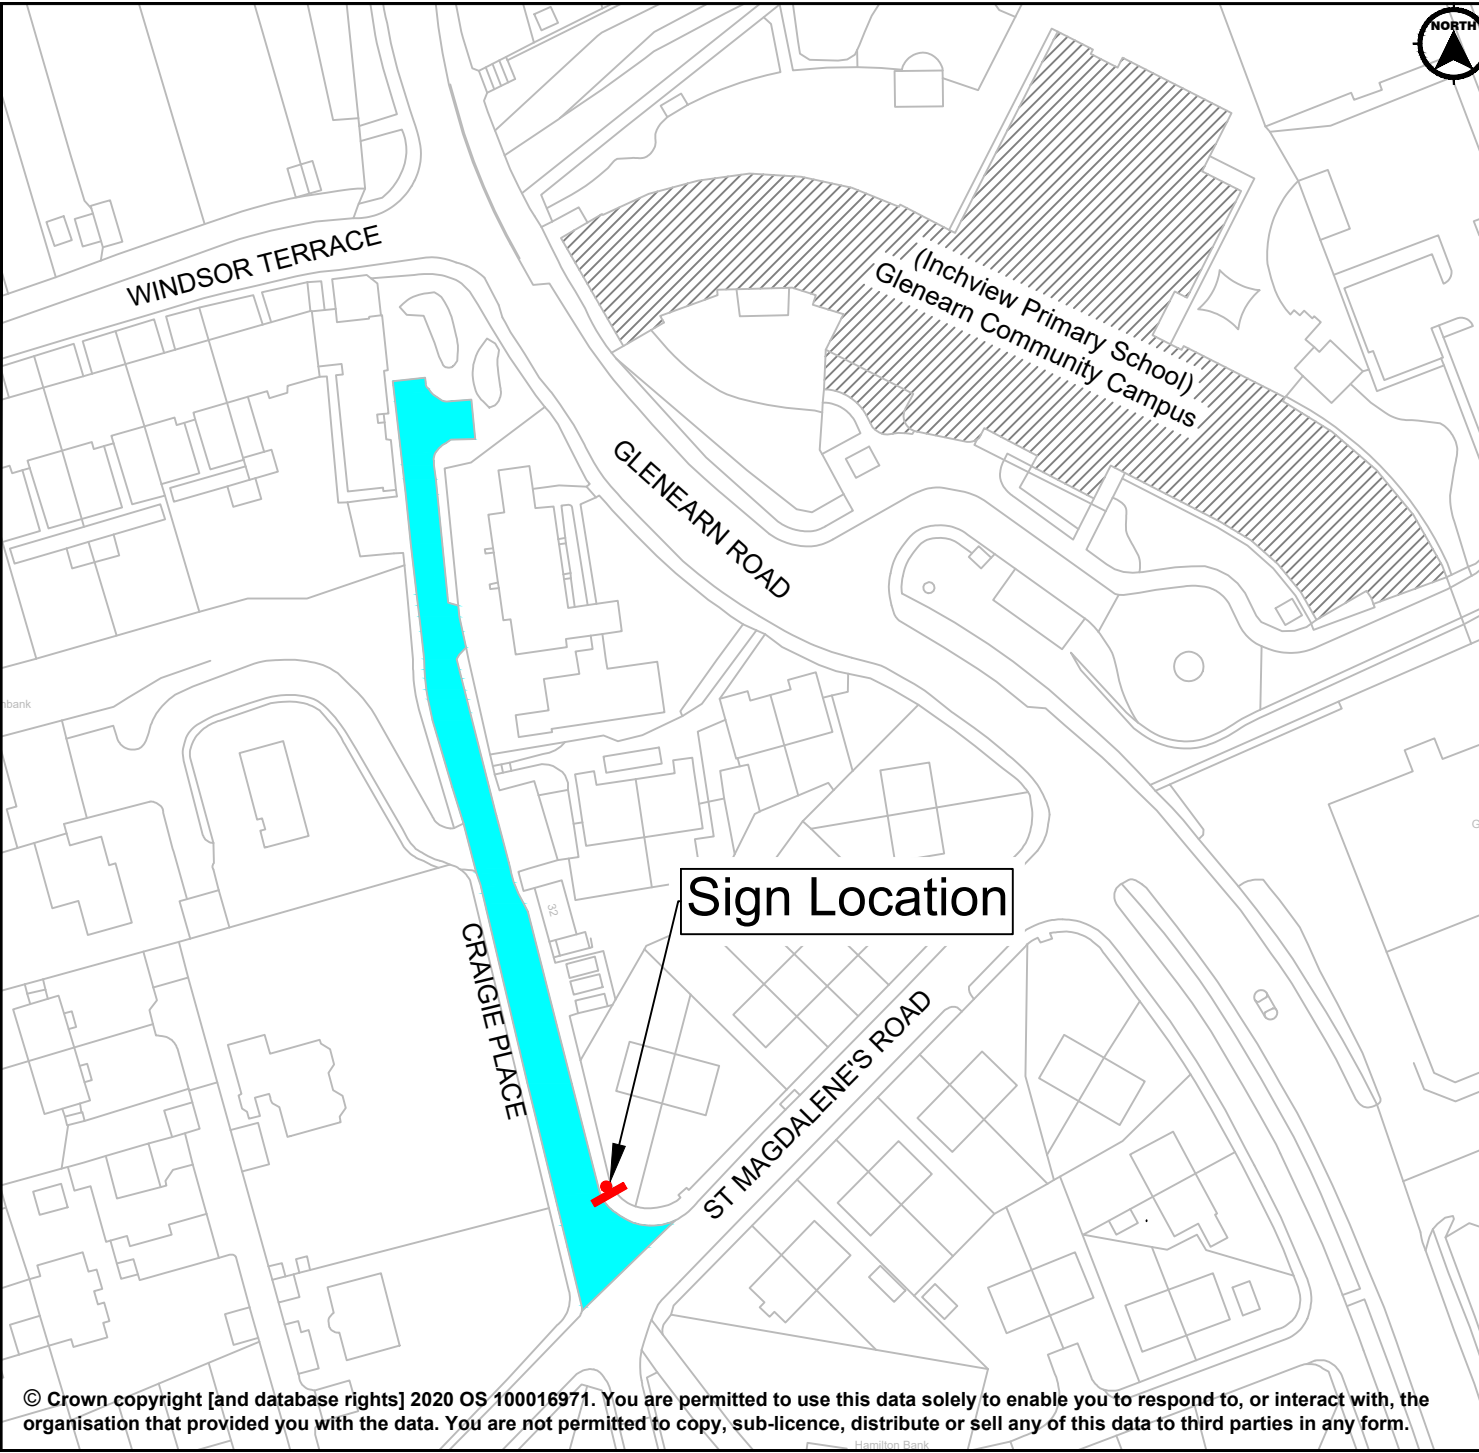 NORTH
WINDSOR TERRACE
(Inchview Primary School)
Glenearn Community Campus
GLENEARN ROAD
nbank
G
Sign Location
32
CRAIGIE PLACE
ST MAGDALENE'S ROAD
© Crown copyright [and database rights] 2020 OS 100016971. You are permitted to use this data solely to enable you to respond to, or interact with, the
organisation that provided you with the data. You are not permitted to copy, sub-licence, distribute or sell any of this data to third parties in any form.
Hamilton Bank